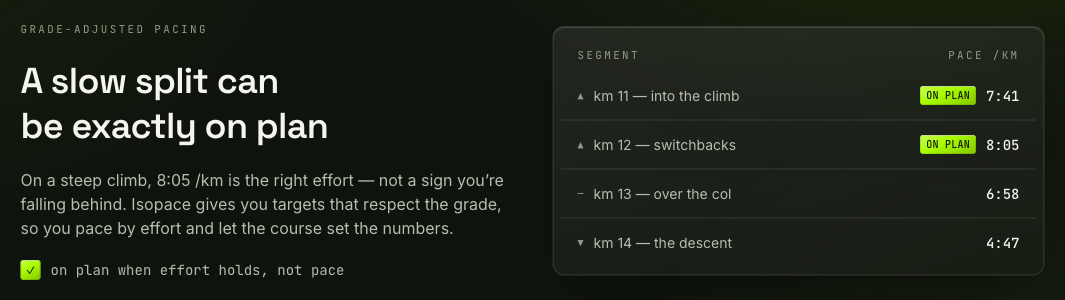 GRADE-ADJUSTED PACING
A slow split can
be exactly on plan
On a steep climb, 8:05 /km is the right effort — not a sign you’re
falling behind. Isopace gives you targets that respect the grade,
so you pace by effort and let the course set the numbers.
✓ on plan when effort holds, not pace
SEGMENT PACE /KM
▲ km 11 — into the climb ON PLAN 7:41
▲ km 12 — switchbacks ON PLAN 8:05
— km 13 — over the col 6:58
▼ km 14 — the descent 4:47